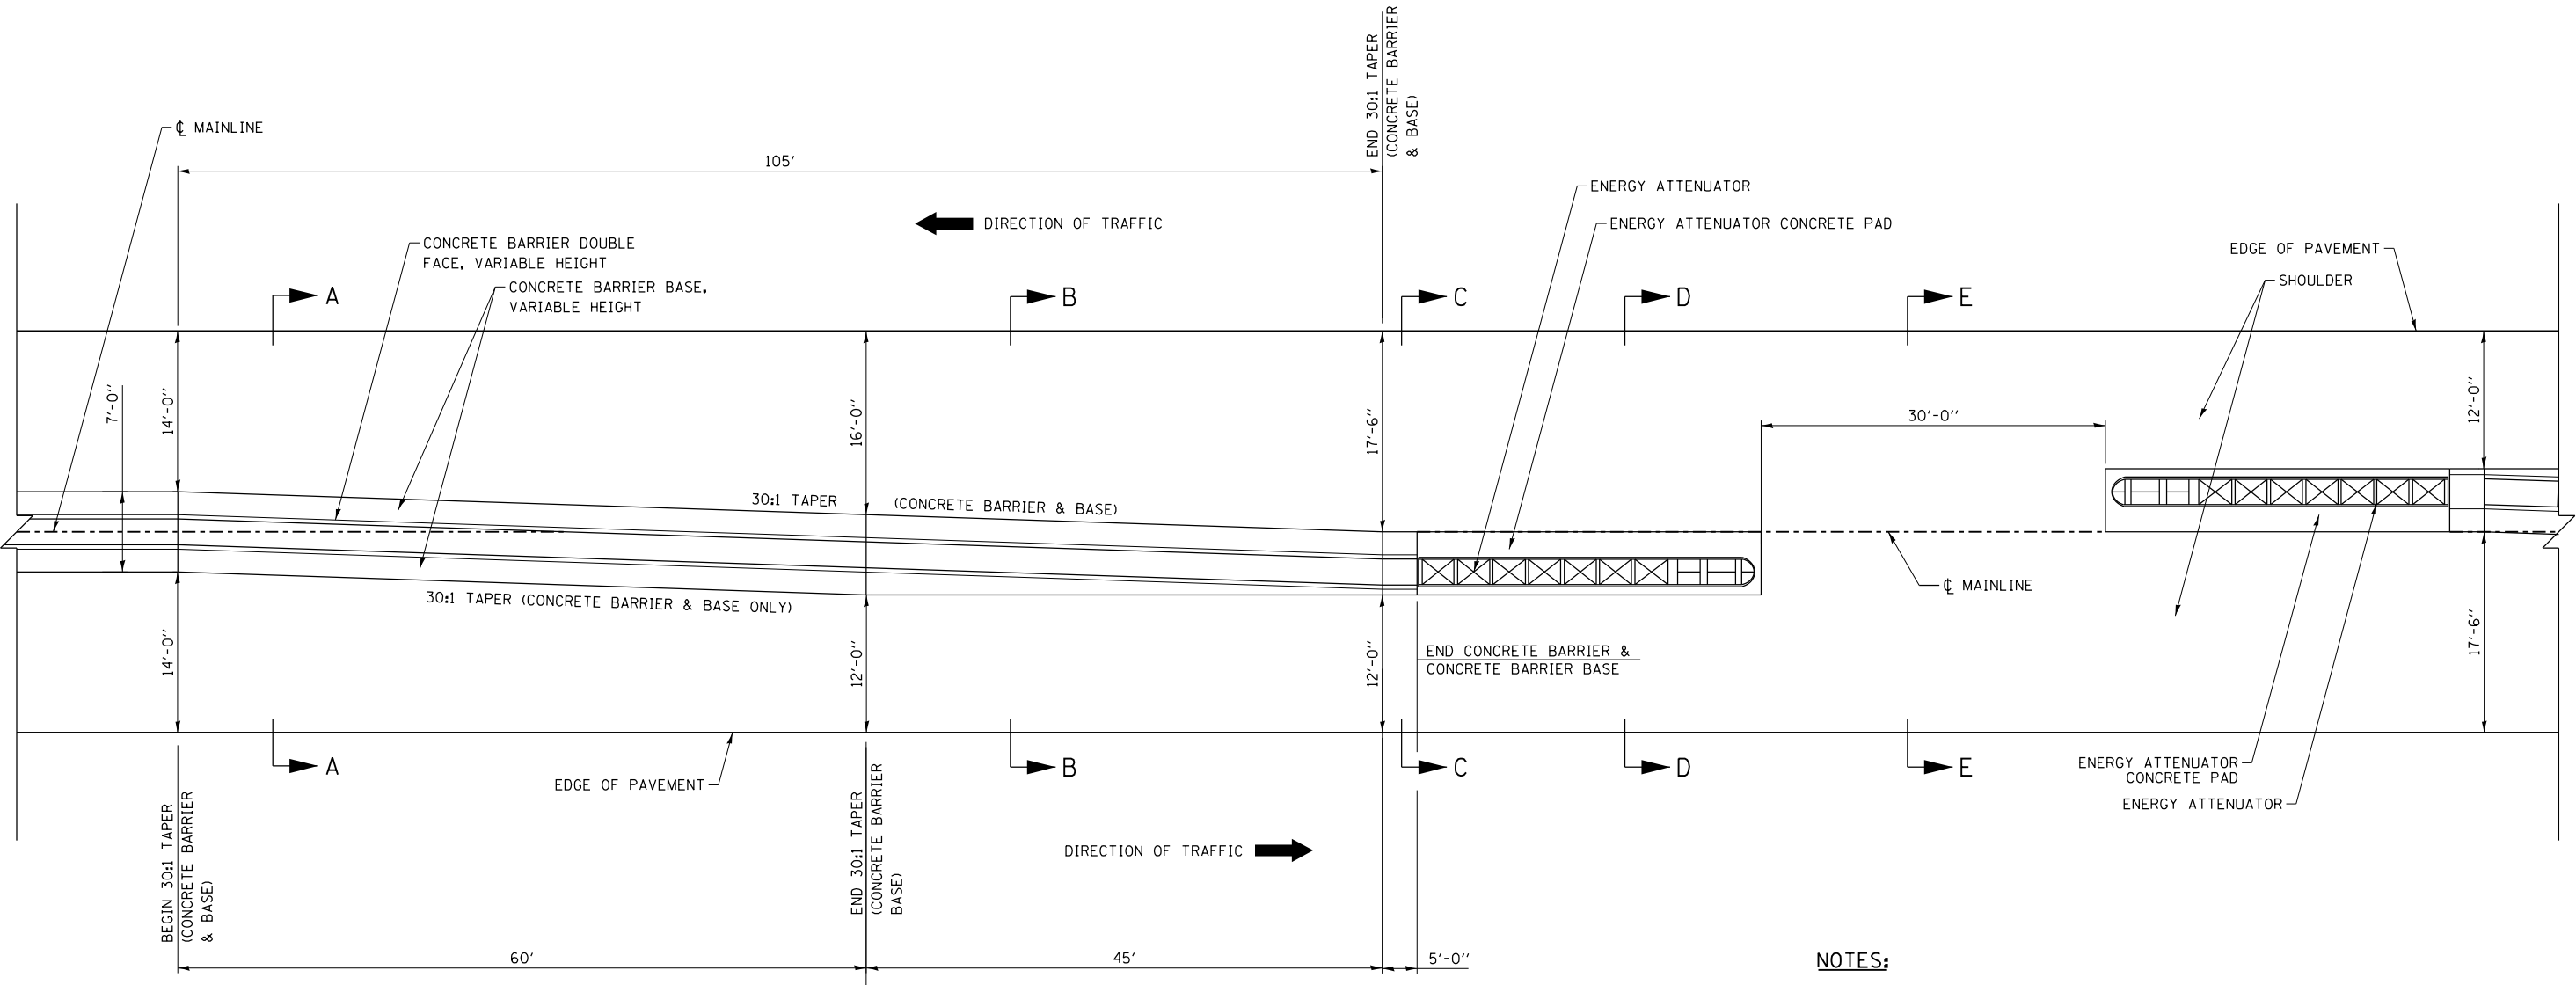 END 30:1 TAPER
(CONCRETE BARRIER
& BASE)
℄ MAINLINE
105'
ENERGY ATTENUATOR
DIRECTION OF TRAFFIC
ENERGY ATTENUATOR CONCRETE PAD
CONCRETE BARRIER DOUBLE
FACE, VARIABLE HEIGHT
EDGE OF PAVEMENT
SHOULDER
CONCRETE BARRIER BASE,
VARIABLE HEIGHT
A
B
C
D
E
7'-0''
14'-0''
16'-0''
17'-6''
30'-0''
12'-0''
30:1 TAPER
(CONCRETE BARRIER & BASE)
℄ MAINLINE
30:1 TAPER (CONCRETE BARRIER & BASE ONLY)
14'-0''
12'-0''
12'-0''
END CONCRETE BARRIER &
CONCRETE BARRIER BASE
17'-6''
A
B
C
D
E
EDGE OF PAVEMENT
ENERGY ATTENUATOR
CONCRETE PAD
ENERGY ATTENUATOR
BEGIN 30:1 TAPER
(CONCRETE BARRIER
& BASE)
END 30:1 TAPER
(CONCRETE BARRIER
BASE)
DIRECTION OF TRAFFIC
60'
45'
5'-0''
NOTES: